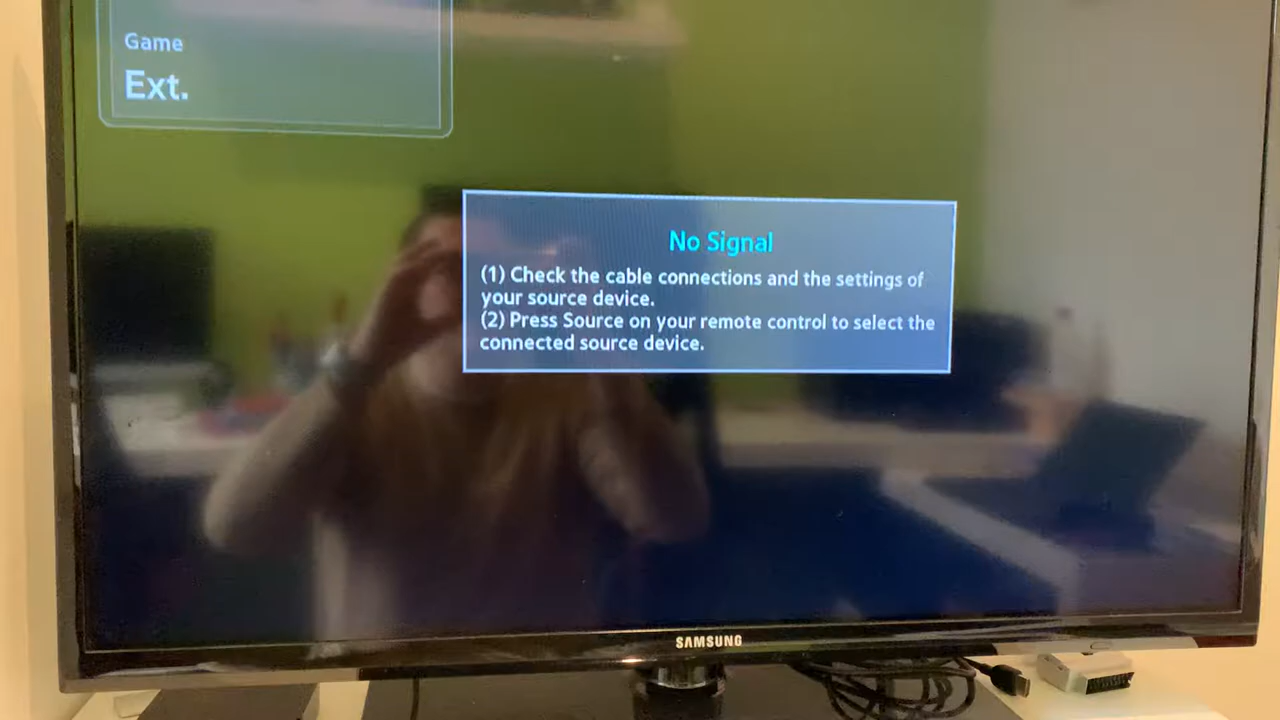 Game
Ext.
No Signal
(1) Check the cable connections and the settings of
your source device.
(2) Press Source on your remote control to select the
connected source device.
SAMSUNG